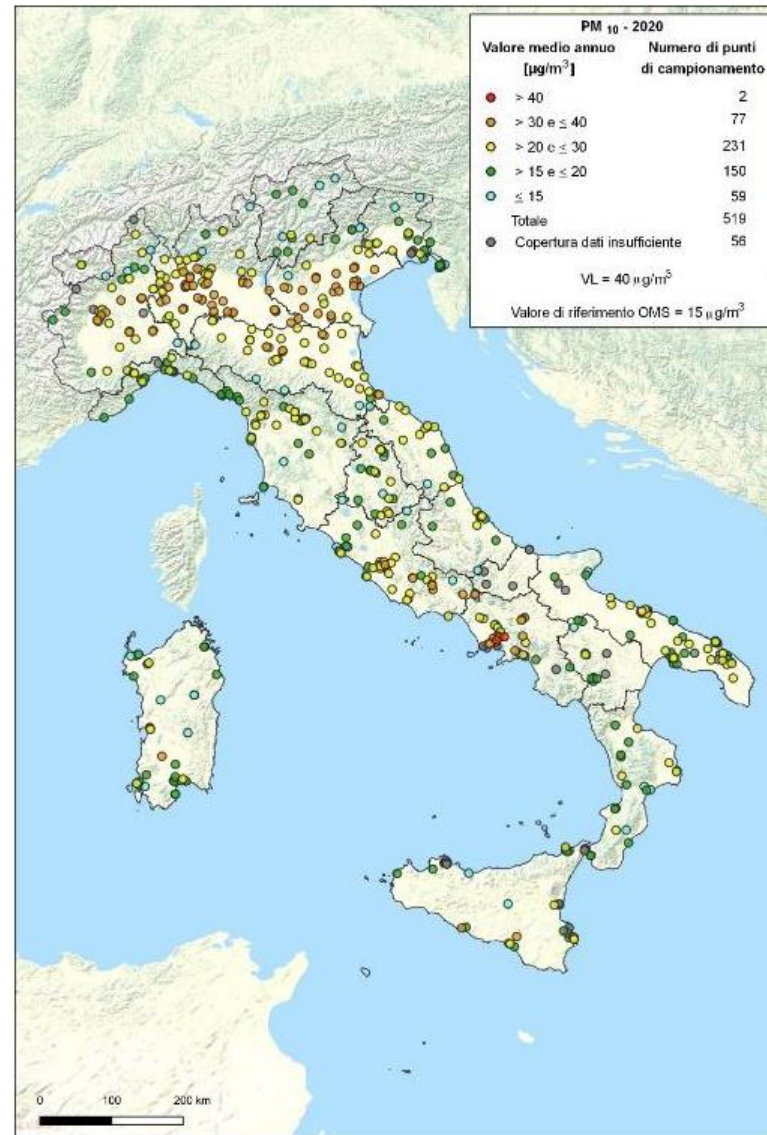 PM 10 - 2020
Valore medio annuo Numero di punti
[µg/m³] di campionamento
> 40 2
> 30 e ≤ 40 77
> 20 e ≤ 30 231
> 15 e ≤ 20 150
≤ 15 59
Totale 519
Copertura dati insufficiente 56
VL = 40 µg/m³
Valore di riferimento OMS = 15 µg/m³
0 100 200 km